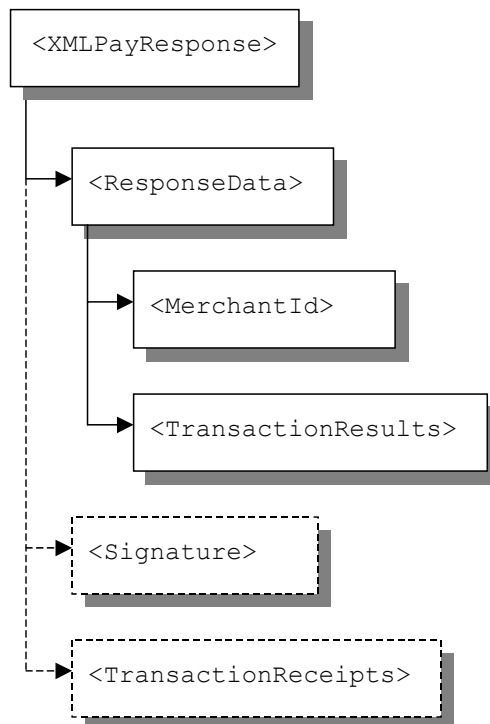 <XMLPayResponse>
<ResponseData>
<MerchantId>
<TransactionResults>
<Signature>
<TransactionReceipts>